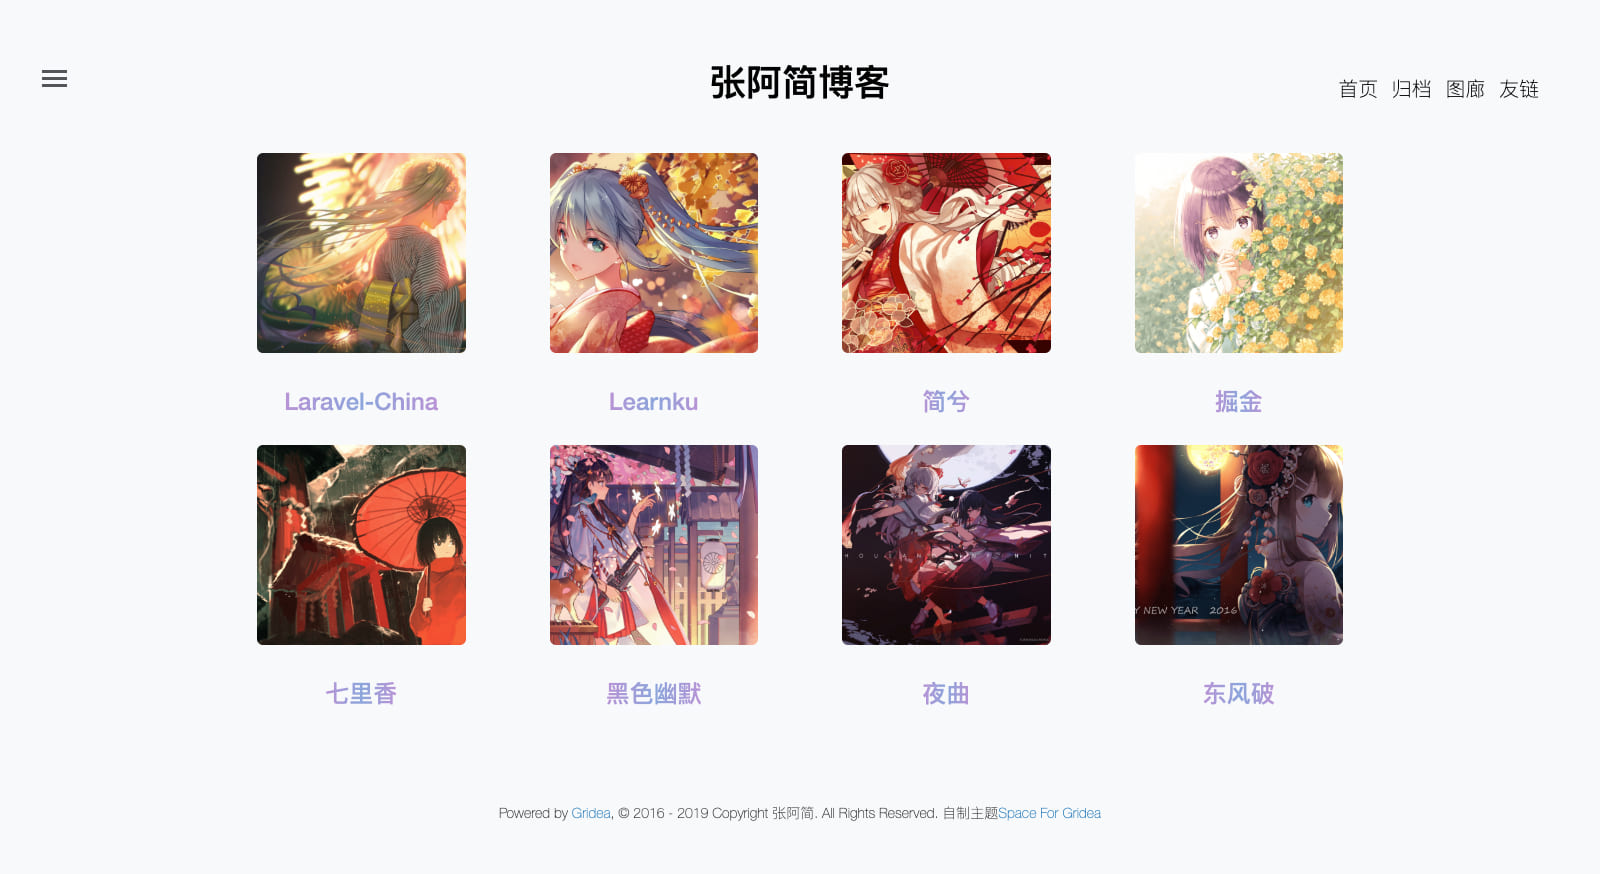 张阿简博客
首页 归档 图廊 友链
Laravel-China
Learnku
简兮
掘金
NEW YEAR 2016
七里香
黑色幽默
夜曲
东风破
Powered by Gridea, © 2016 - 2019 Copyright 张阿简. All Rights Reserved. 自制主题Space For Gridea